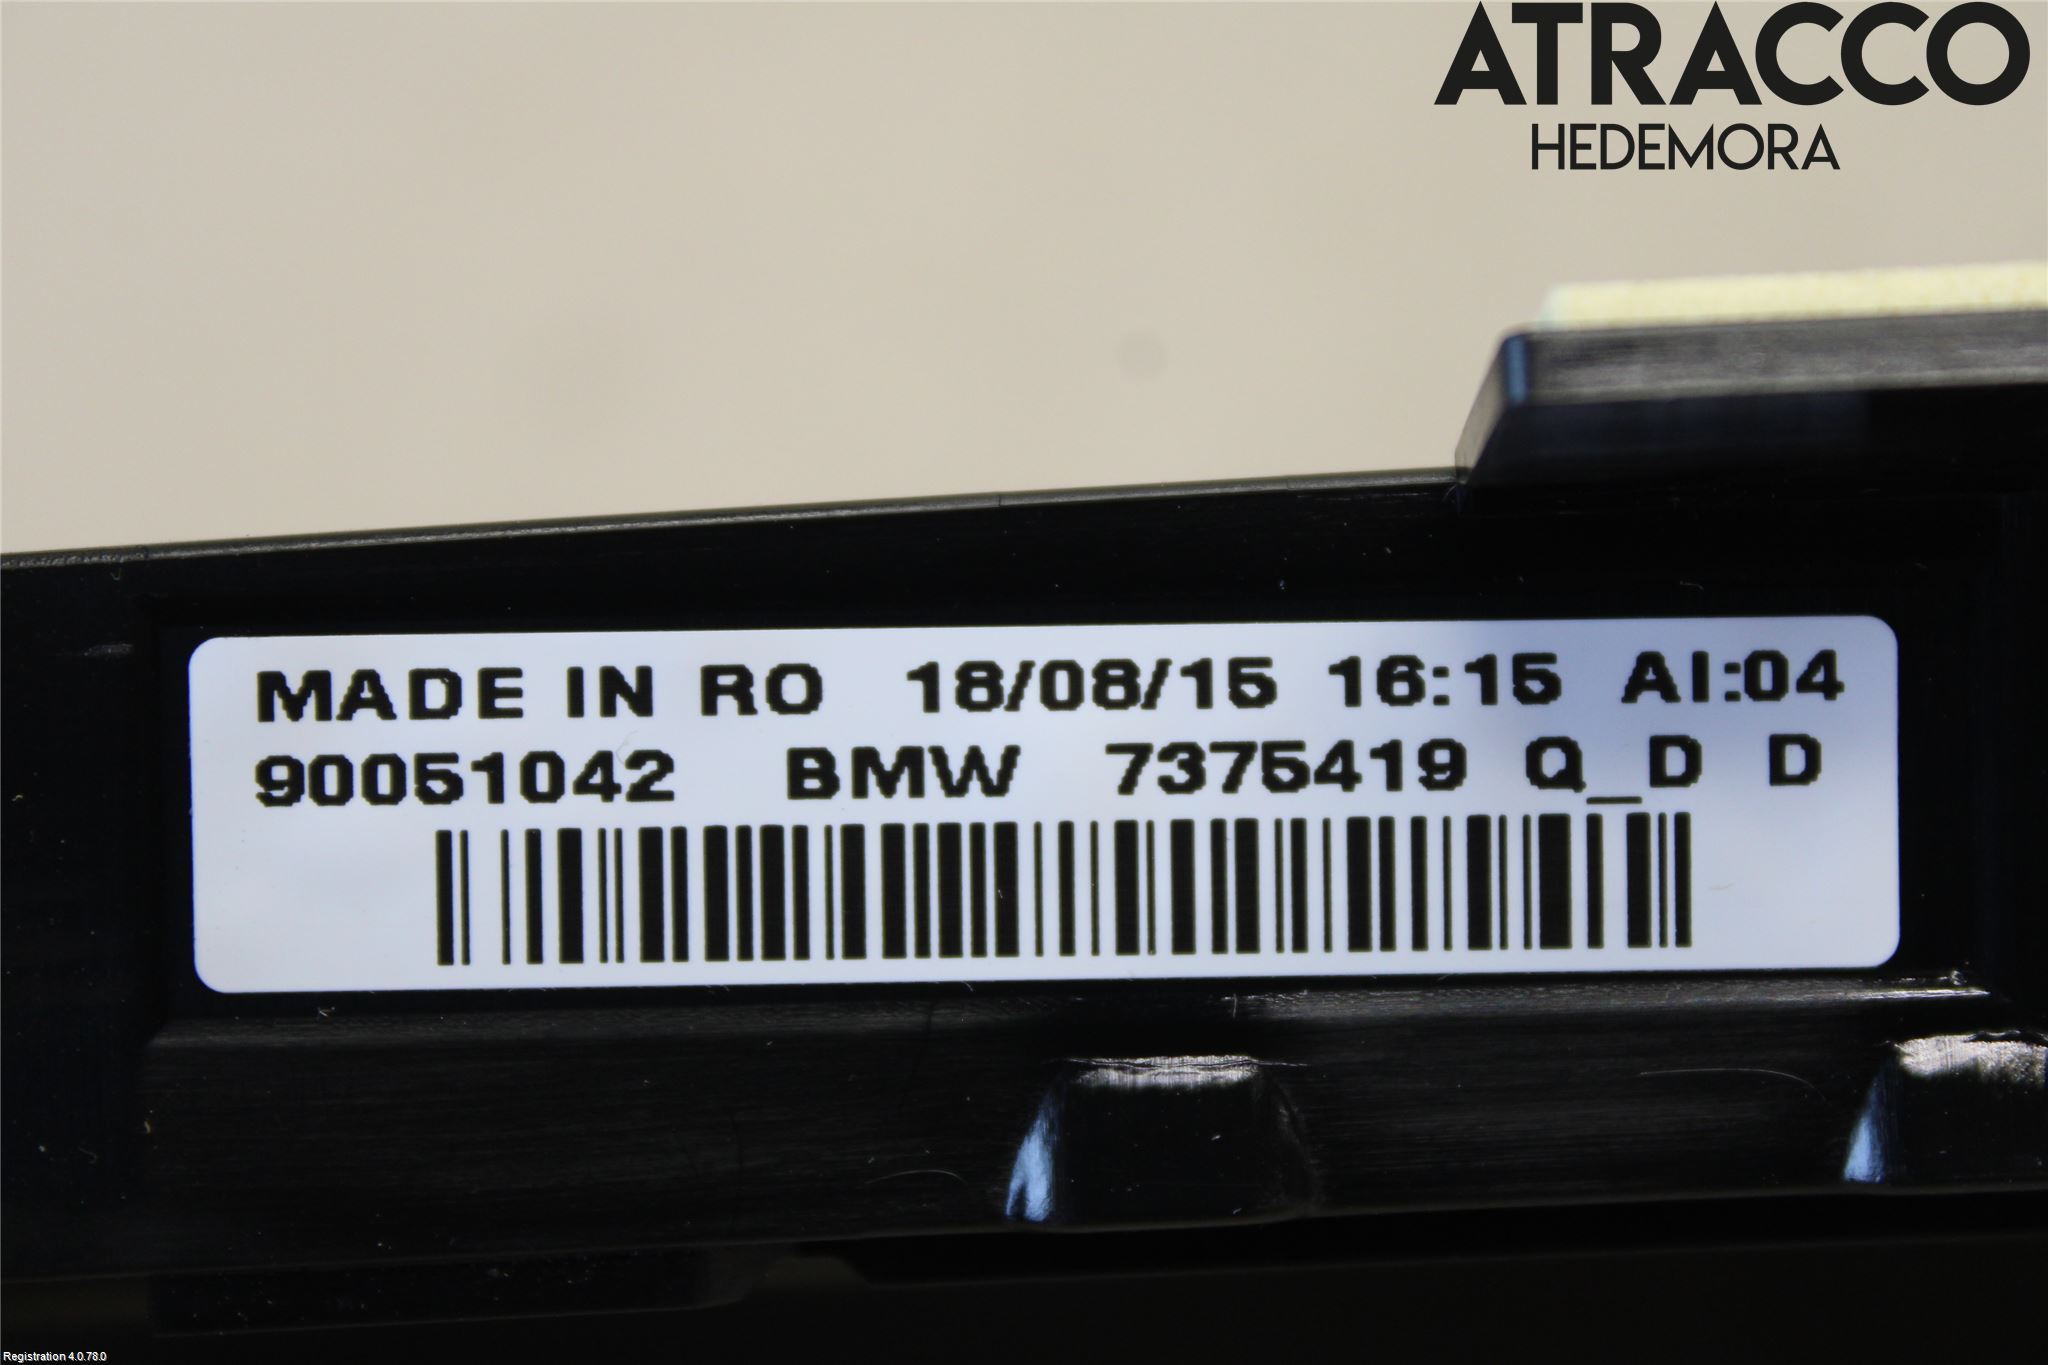 ATRACCO
HEDEMORA
MADE IN RO 18/08/15 16:15 AI:04
90051042 BMW 7375419 Q_D D
Registration 4.0.78.0